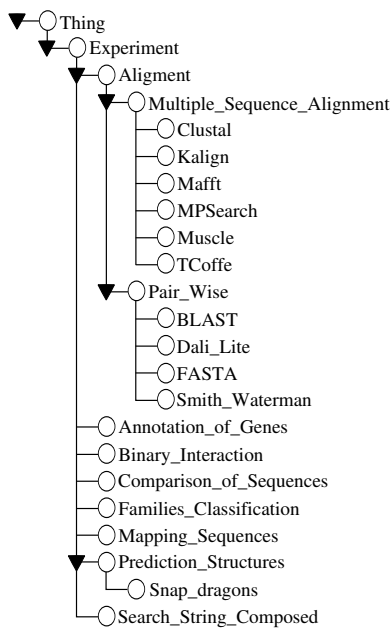 Thing
Experiment
Aligment
Multiple_Sequence_Alignment
Clustal
Kalign
Mafft
MPSearch
Muscle
TCoffe
Pair_Wise
BLAST
Dali_Lite
FASTA
Smith_Waterman
Annotation_of_Genes
Binary_Interaction
Comparison_of_Sequences
Families_Classification
Mapping_Sequences
Prediction_Structures
Snap_dragons
Search_String_Composed